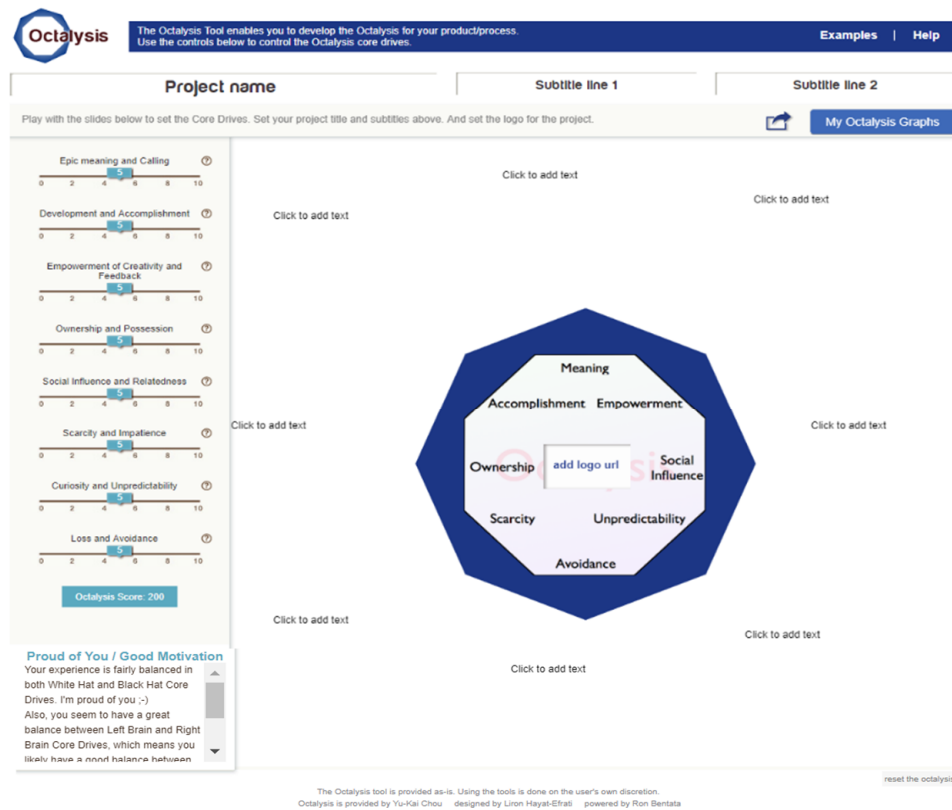 Octalysis
The Octalysis Tool enables you to develop the Octalysis for your product/process.
Use the controls below to control the Octalysis core drives.
Examples | Help
Project name
Subtitle line 1
Subtitle line 2
Play with the slides below to set the Core Drives. Set your project title and subtitles above. And set the logo for the project.
My Octalysis Graphs
Epic meaning and Calling ?
5
0 2 4 6 8 10
Development and Accomplishment ?
5
0 2 4 6 8 10
Empowerment of Creativity and
Feedback
?
5
0 2 4 6 8 10
Ownership and Possession ?
5
0 2 4 6 8 10
Social Influence and Relatedness ?
5
0 2 4 6 8 10
Scarcity and Impatience ?
5
0 2 4 6 8 10
Curiosity and Unpredictability ?
5
0 2 4 6 8 10
Loss and Avoidance ?
5
0 2 4 6 8 10
Octalysis Score: 200
Proud of You / Good Motivation
Your experience is fairly balanced in
both White Hat and Black Hat Core
Drives. I'm proud of you ;-)
Also, you seem to have a great
balance between Left Brain and Right
Brain Core Drives, which means you
likely have a good balance between
Click to add text
Click to add text
Click to add text
Click to add text
Click to add text
Click to add text
Click to add text
Click to add text
Meaning
Accomplishment Empowerment
Ownership
add logo url
Social
Influence
Scarcity
Unpredictability
Avoidance
Octalysis
reset the octalysis
The Octalysis tool is provided as-is. Using the tools is done on the user's own discretion.
Octalysis is provided by Yu-Kai Chou designed by Liron Hayat-Efrati powered by Ron Bentata